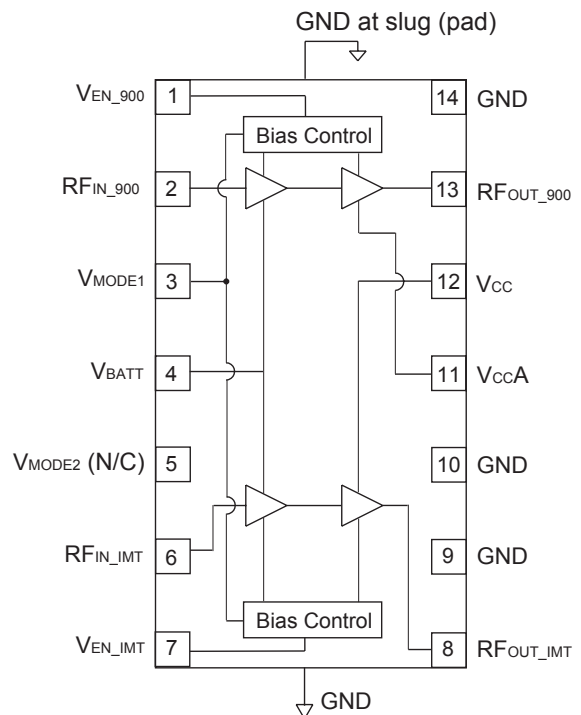 GND at slug (pad)
VEN_900 1
14 GND
Bias Control
RFIN_900 2
13 RFOUT_900
VMODE1 3
12 VCC
VBATT 4
11 VCCA
VMODE2 (N/C) 5
10 GND
RFIN_IMT 6
9 GND
Bias Control
VEN_IMT 7
8 RFOUT_IMT
GND